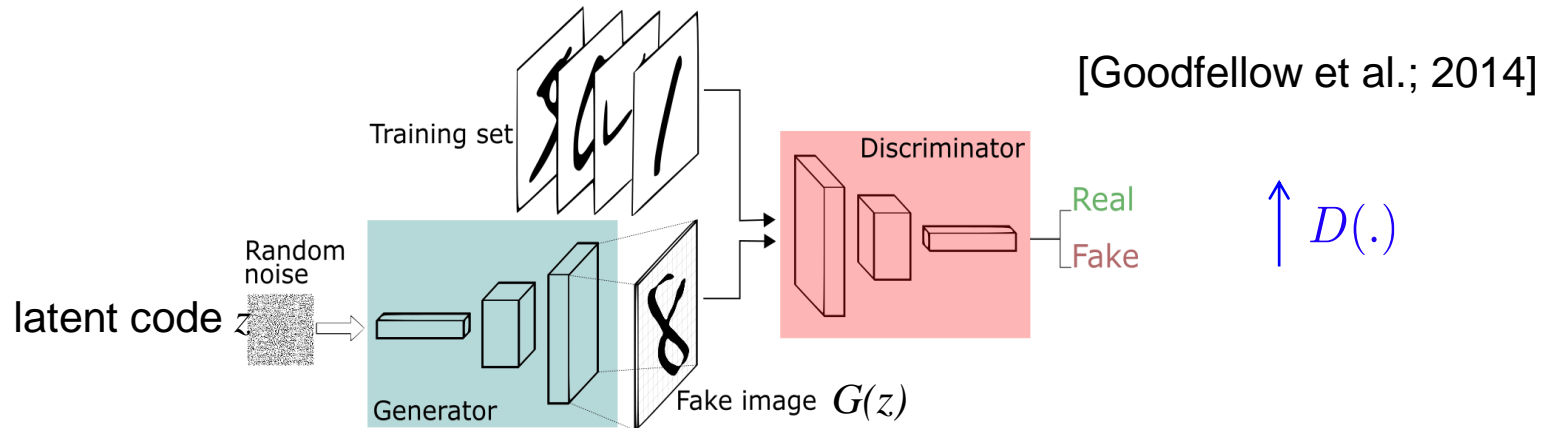 [Goodfellow et al.; 2014]
Training set
Discriminator
Real
Fake
↑ D(.)
Random
noise
latent code z
Generator
Fake image G(z)